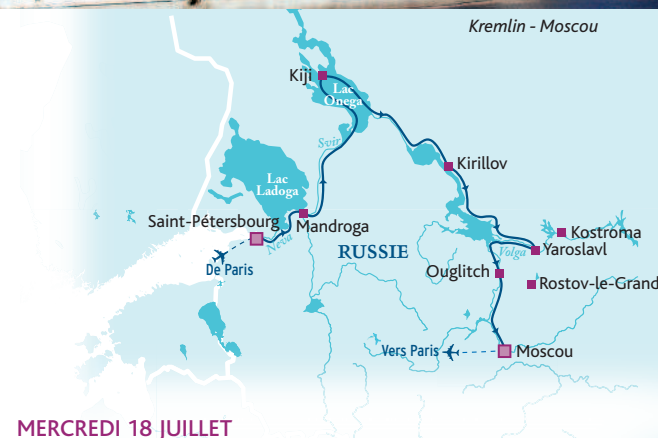 Kremlin - Moscou
Kiji
Lac
Onega
Svir
Kirillov
Lac
Ladoga
Saint-Pétersbourg
Mandroga
Neva
De Paris
RUSSIE
Kostroma
Yaroslavl
Volga
Ouglitch
Rostov-le-Grand
Vers Paris
Moscou
MERCREDI 18 JUILLET